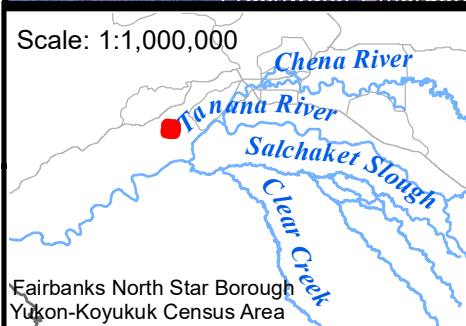 Scale: 1:1,000,000
Chena River
Tanana River
Salchaket Slough
Clear Creek
Fairbanks North Star Borough
Yukon-Koyukuk Census Area